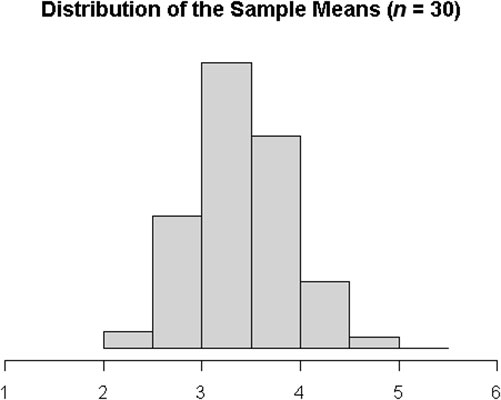 Distribution of the Sample Means (n = 30)
1 2 3 4 5 6